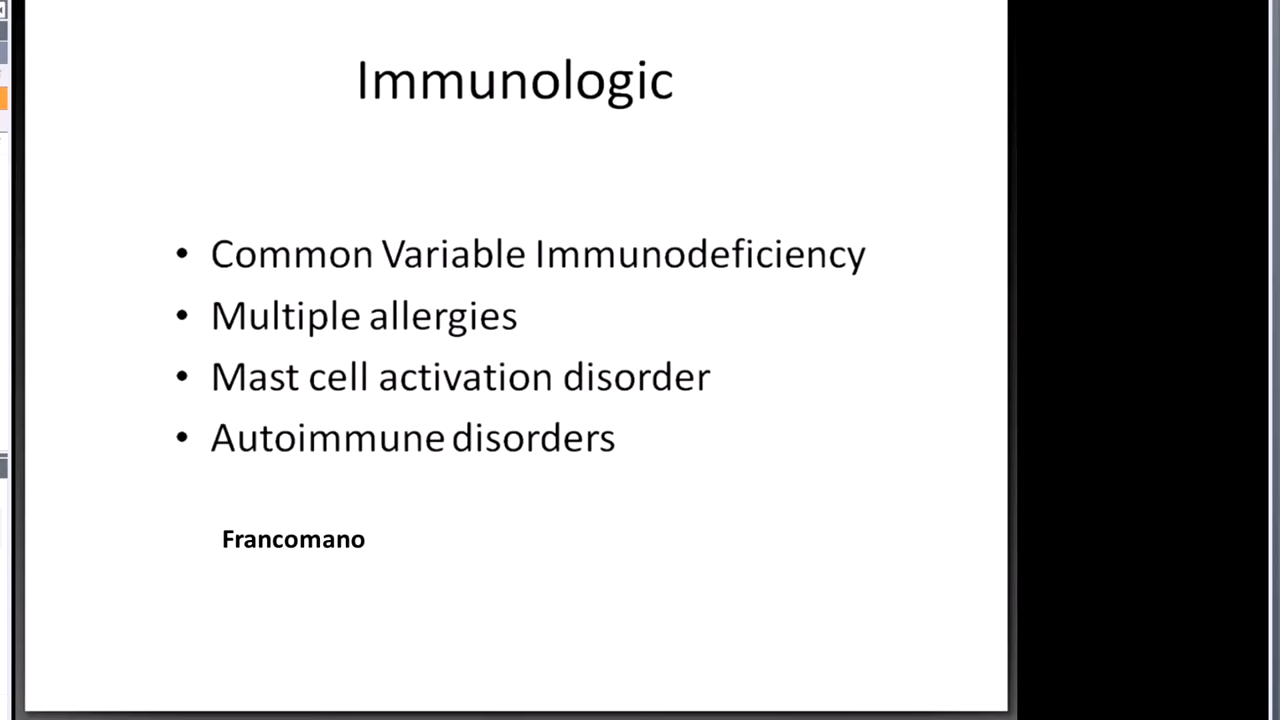 Immunologic
• Common Variable Immunodeficiency
• Multiple allergies
• Mast cell activation disorder
• Autoimmune disorders
Francomano